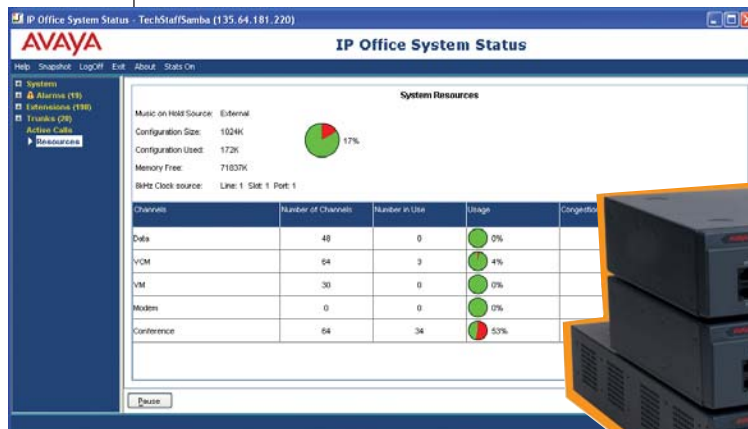 IP Office System Status - TechStaffSamba (135.64.181.220)
AVAYA
IP Office System Status
Help Snapshot LogOff Exit About Stats On
System
Alarms (19)
Extensions (198)
Trunks (28)
Active Calls
Resources
System Resources
Music on Hold Source: External
Configuration Size: 1024K
17%
Configuration Used: 172K
Memory Free: 71837K
8kHz Clock source: Line: 1 Slot: 1 Port: 1
Channels Number of Channels Number in Use Usage Congestion
Data 48 0 0%
VCM 64 3 4%
VM 30 0 0%
Modem 0 0 0%
Conference 64 34 53%
Pause